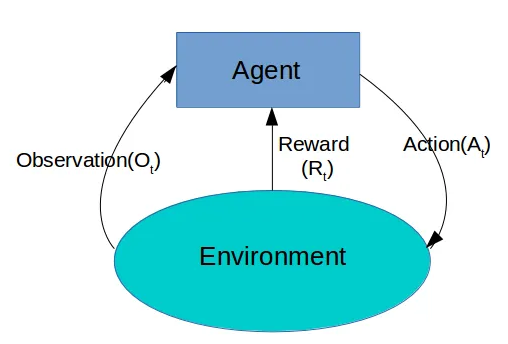 Agent
Observation(Ot)
Reward
(Rt)
Action(At)
Environment